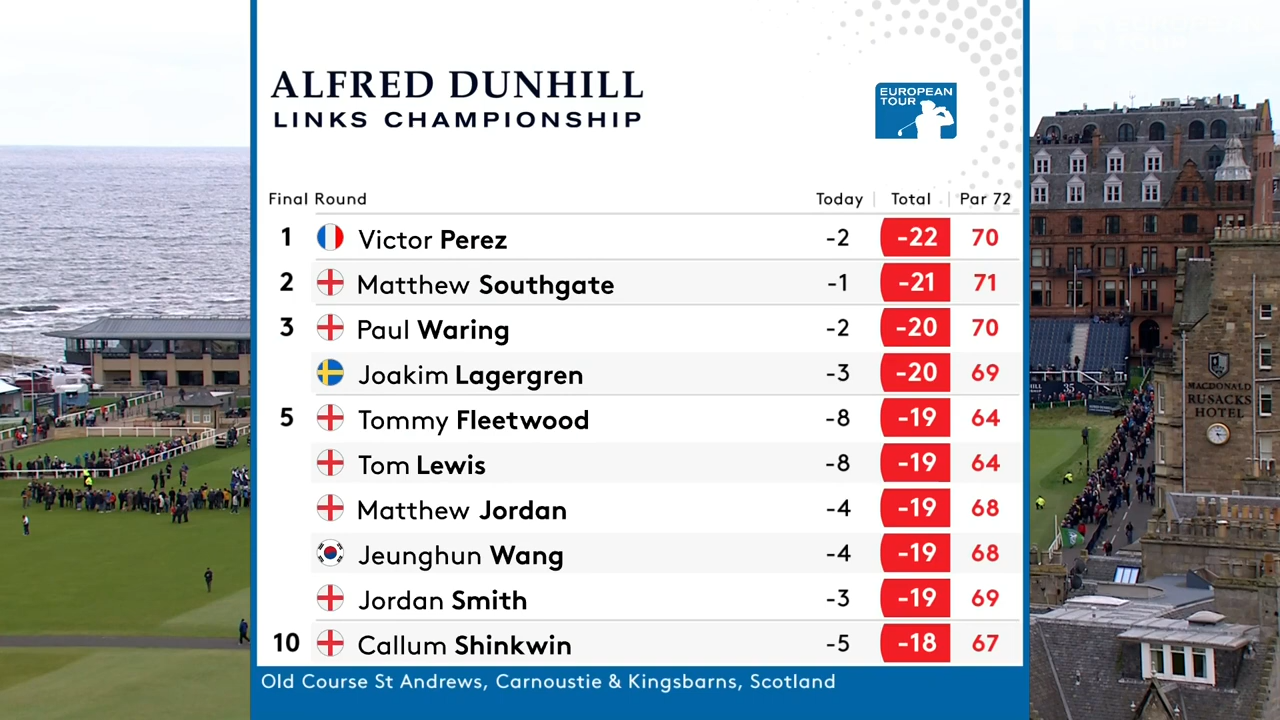 ALFRED DUNHILL
LINKS CHAMPIONSHIP
EUROPEAN
TOUR
Final Round Today Total Par 72
1 Victor Perez -2 -22 70
2 Matthew Southgate -1 -21 71
3 Paul Waring -2 -20 70
Joakim Lagergren -3 -20 69
5 Tommy Fleetwood -8 -19 64
Tom Lewis -8 -19 64
Matthew Jordan -4 -19 68
Jeunghun Wang -4 -19 68
Jordan Smith -3 -19 69
10 Callum Shinkwin -5 -18 67
Old Course St Andrews, Carnoustie & Kingsbarns, Scotland
MACDONALD
RUSACKS
HOTEL